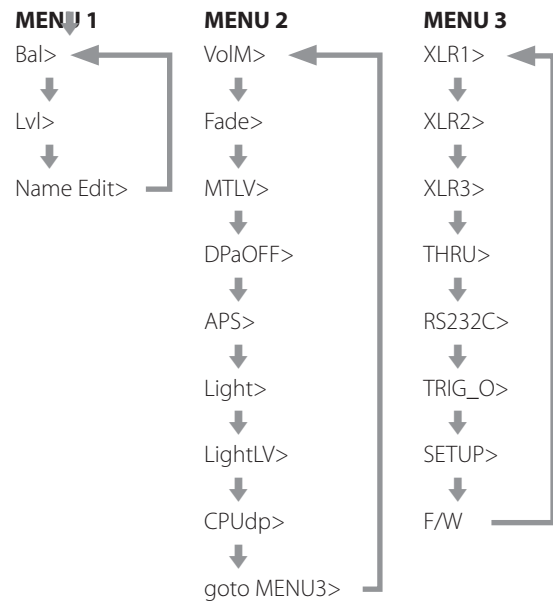 MENU 1
Bal>
Lvl>
Name Edit>
MENU 2
VolM>
Fade>
MTLV>
DPaOFF>
APS>
Light>
LightLV>
CPUdp>
goto MENU3>
MENU 3
XLR1>
XLR2>
XLR3>
THRU>
RS232C>
TRIG_O>
SETUP>
F/W